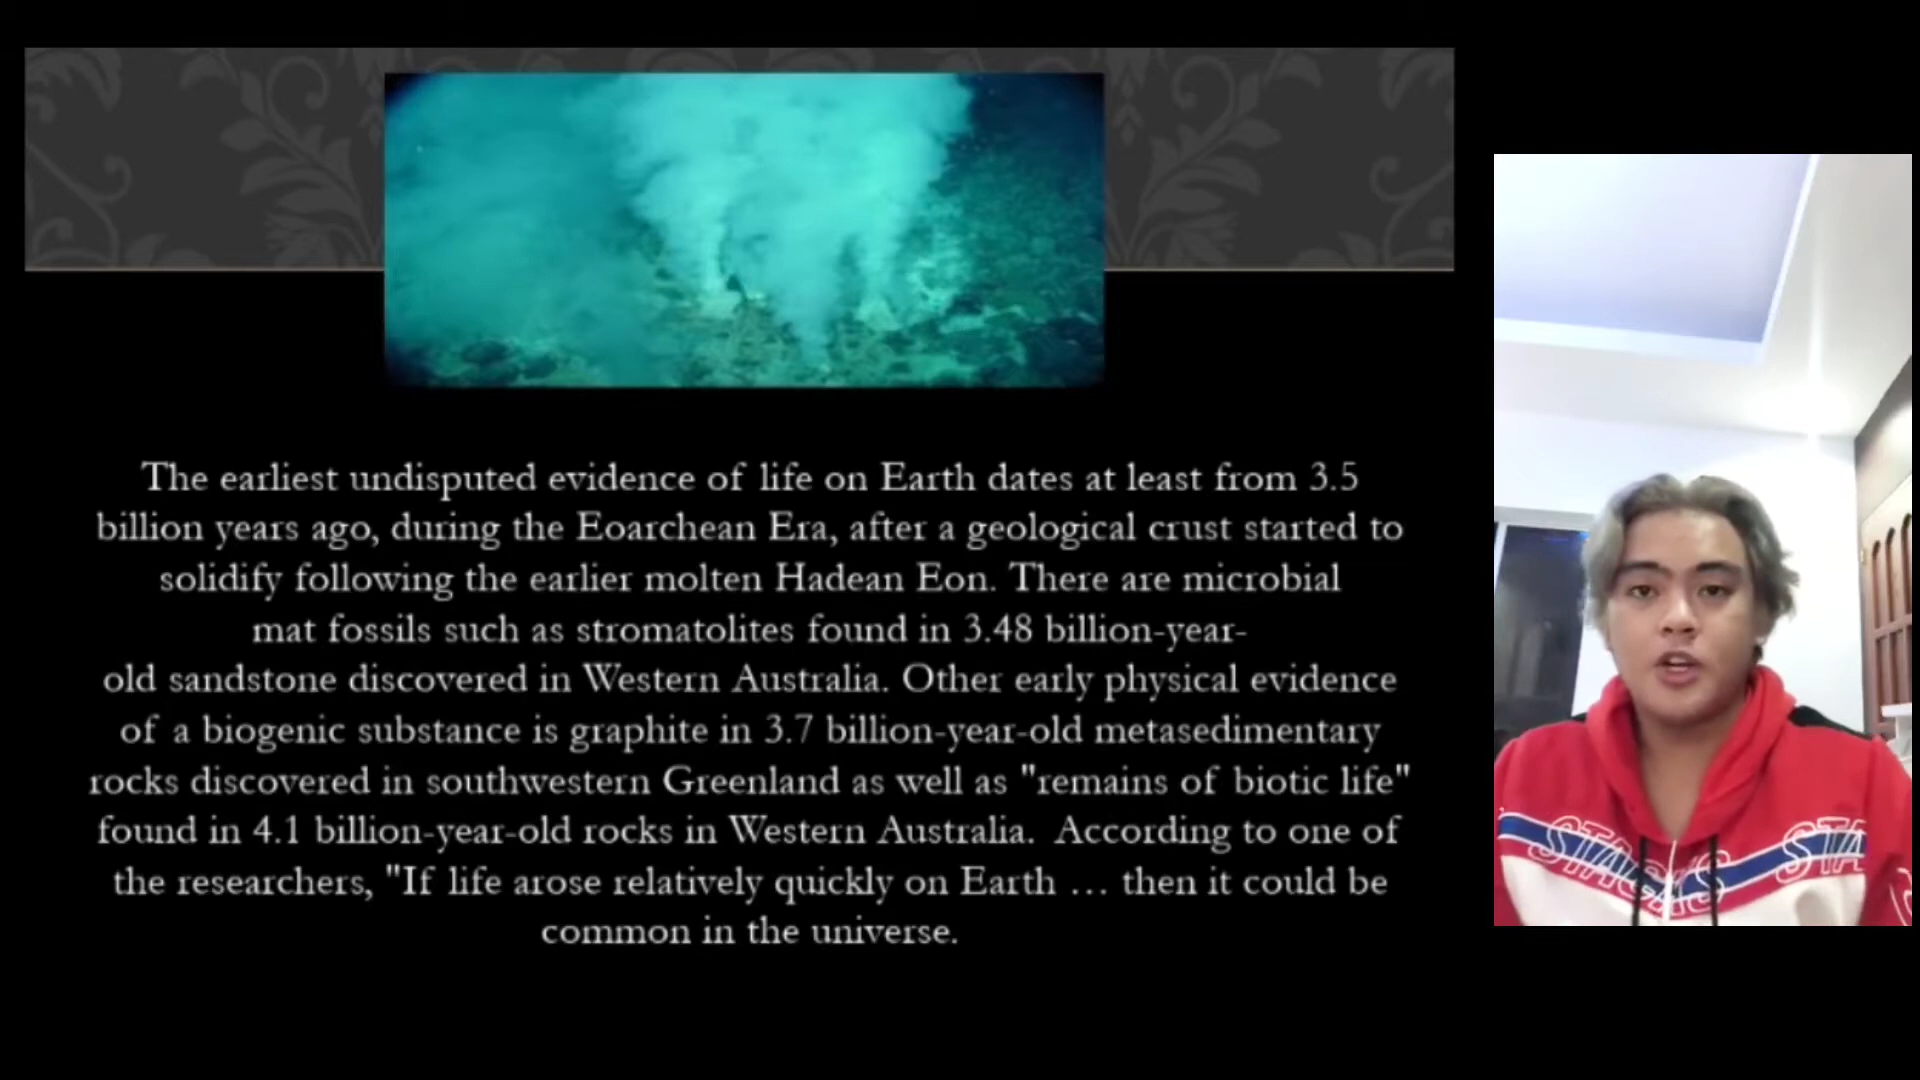 The earliest undisputed evidence of life on Earth dates at least from 3.5
billion years ago, during the Eoarchean Era, after a geological crust started to
solidify following the earlier molten Hadean Eon. There are microbial
mat fossils such as stromatolites found in 3.48 billion-year-
old sandstone discovered in Western Australia. Other early physical evidence
of a biogenic substance is graphite in 3.7 billion-year-old metasedimentary
rocks discovered in southwestern Greenland as well as "remains of biotic life"
found in 4.1 billion-year-old rocks in Western Australia. According to one of
the researchers, "If life arose relatively quickly on Earth … then it could be
common in the universe.
STACKS STA